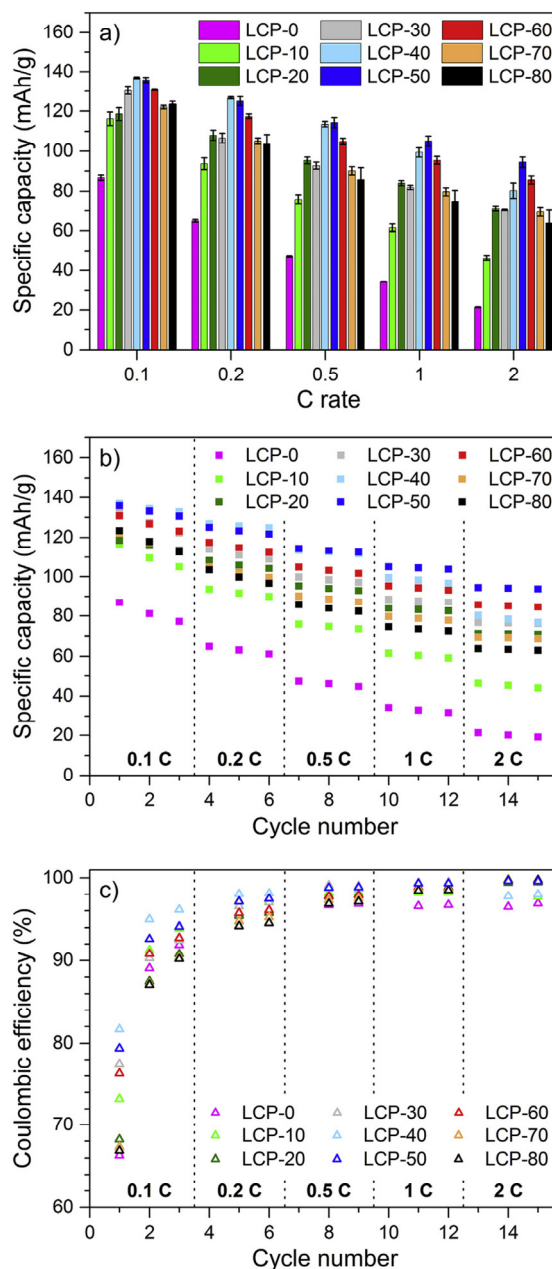 a)
LCP-0 LCP-30 LCP-60
LCP-10 LCP-40 LCP-70
LCP-20 LCP-50 LCP-80
Specific capacity (mAh/g)
160
140
120
100
80
60
40
20
0
0.1 0.2 0.5 1 2
C rate
b)
LCP-0 LCP-30 LCP-60
LCP-10 LCP-40 LCP-70
LCP-20 LCP-50 LCP-80
Specific capacity (mAh/g)
160
140
120
100
80
60
40
20
0
0.1 C 0.2 C 0.5 C 1 C 2 C
0 2 4 6 8 10 12 14
Cycle number
c)
Coulombic efficiency (%)
100
90
80
70
60
LCP-0 LCP-30 LCP-60
LCP-10 LCP-40 LCP-70
LCP-20 LCP-50 LCP-80
0.1 C 0.2 C 0.5 C 1 C 2 C
0 2 4 6 8 10 12 14
Cycle number